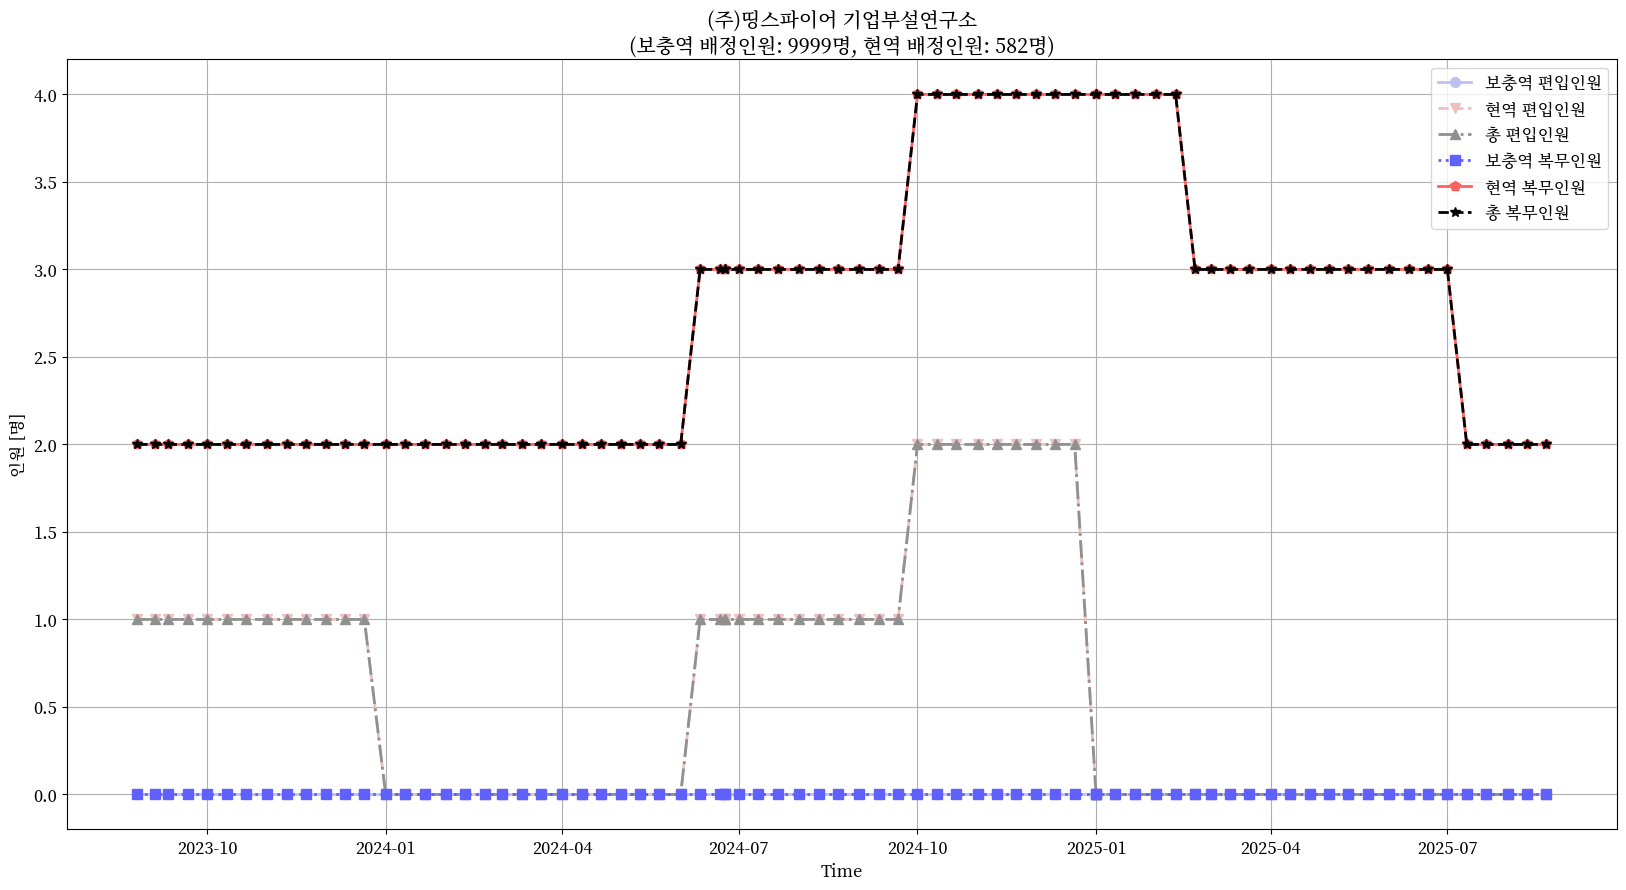 (주)띵스파이어 기업부설연구소
(보충역 배정인원: 9999명, 현역 배정인원: 582명)
보충역 편입인원
현역 편입인원
총 편입인원
보충역 복무인원
현역 복무인원
총 복무인원
4.0
3.5
3.0
2.5
2.0
1.5
1.0
0.5
0.0
인원 [명]
2023-10 2024-01 2024-04 2024-07 2024-10 2025-01 2025-04 2025-07
Time